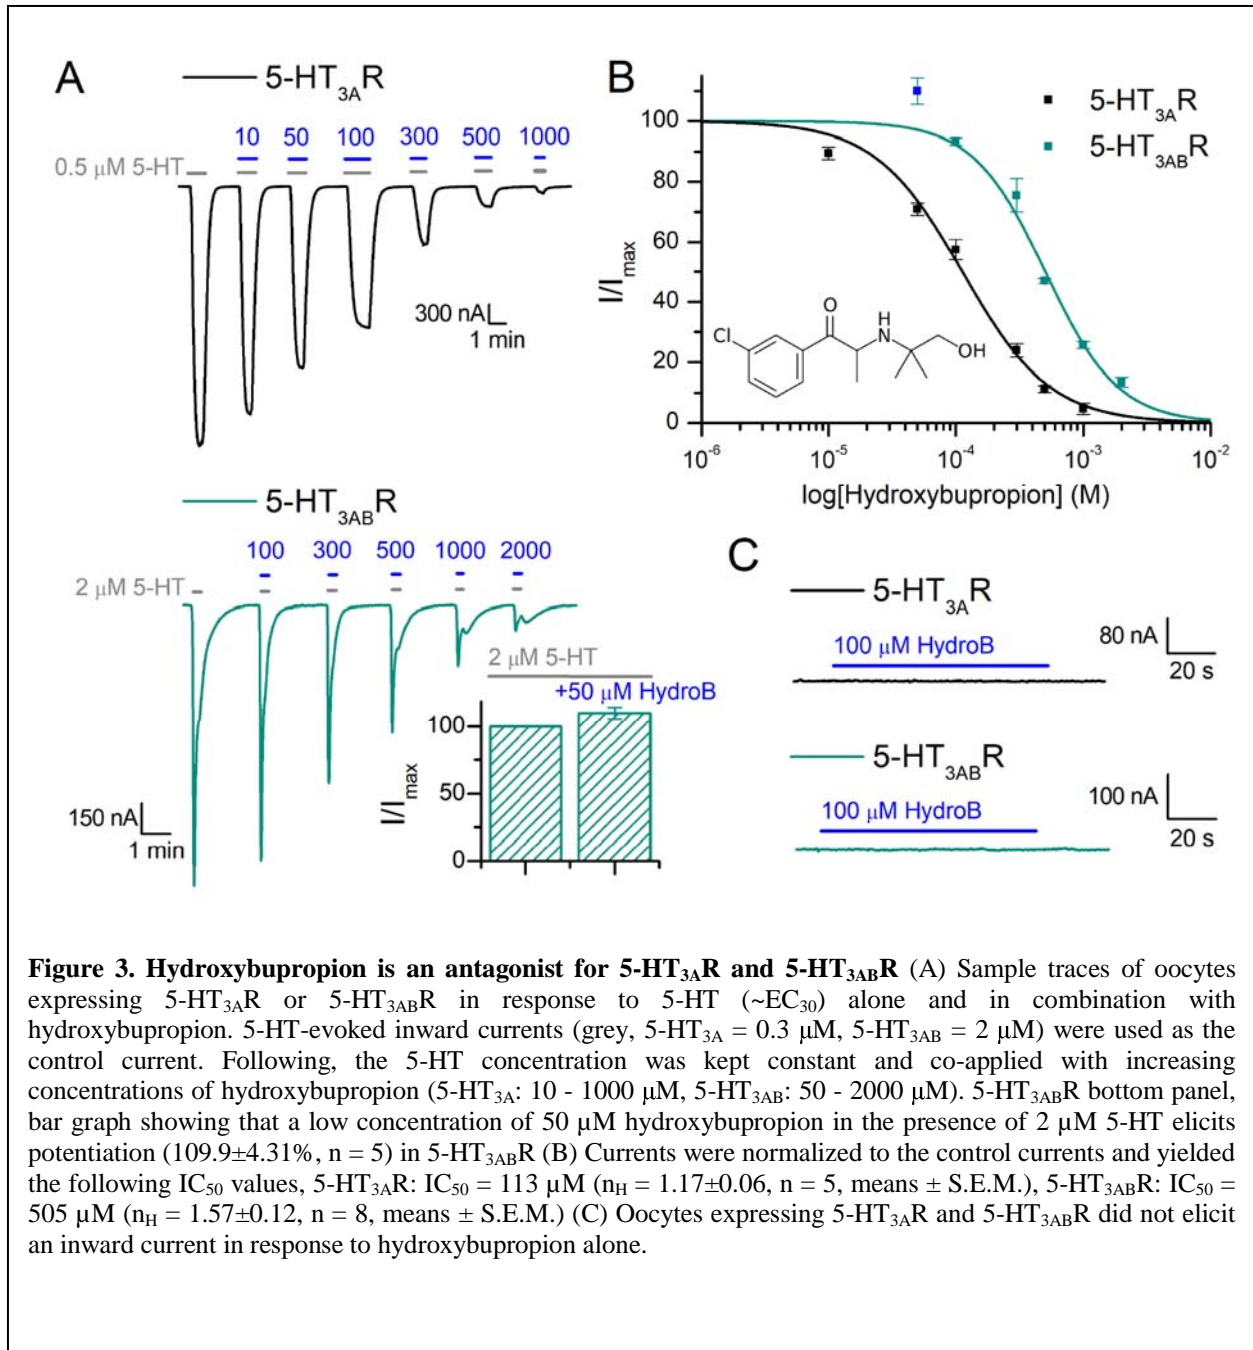 A
5-HT3AR
10 50 100 300 500 1000
0.5 μM 5-HT
300 nA
1 min
5-HT3ABR
100 300 500 1000 2000
2 μM 5-HT
2 μM 5-HT
+50 μM HydroB
100
50
0
I/Imax
150 nA
1 min
B
5-HT3AR
5-HT3ABR
100
80
60
40
20
0
I/Imax
O
H
N
Cl
OH
10-6 10-5 10-4 10-3 10-2
log[Hydroxybupropion] (M)
C
5-HT3AR
100 μM HydroB
80 nA
20 s
5-HT3ABR
100 μM HydroB
100 nA
20 s
Figure 3. Hydroxybupropion is an antagonist for 5-HT3AR and 5-HT3ABR (A) Sample traces of oocytes
expressing 5-HT3AR or 5-HT3ABR in response to 5-HT (~EC30) alone and in combination with
hydroxybupropion. 5-HT-evoked inward currents (grey, 5-HT3A = 0.3 μM, 5-HT3AB = 2 μM) were used as the
control current. Following, the 5-HT concentration was kept constant and co-applied with increasing
concentrations of hydroxybupropion (5-HT3A: 10 - 1000 μM, 5-HT3AB: 50 - 2000 μM). 5-HT3ABR bottom panel,
bar graph showing that a low concentration of 50 µM hydroxybupropion in the presence of 2 µM 5-HT elicits
potentiation (109.9±4.31%, n = 5) in 5-HT3ABR (B) Currents were normalized to the control currents and yielded
the following IC50 values, 5-HT3AR: IC50 = 113 µM (nH = 1.17±0.06, n = 5, means ± S.E.M.), 5-HT3ABR: IC50 =
505 µM (nH = 1.57±0.12, n = 8, means ± S.E.M.) (C) Oocytes expressing 5-HT3AR and 5-HT3ABR did not elicit
an inward current in response to hydroxybupropion alone.